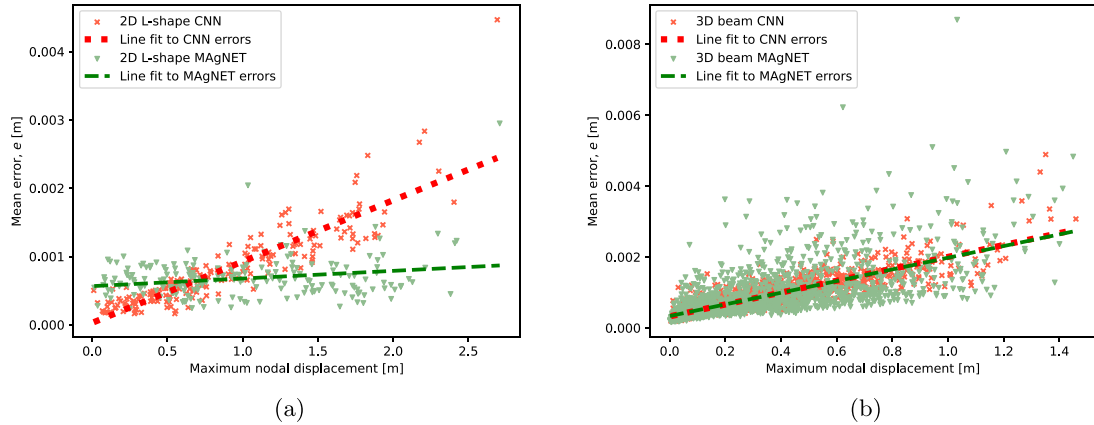 2D L-shape CNN
Line fit to CNN errors
2D L-shape MAgNET
Line fit to MAgNET errors
0.004
0.003
0.002
0.001
0.000
Mean error, e [m]
0.0 0.5 1.0 1.5 2.0 2.5
Maximum nodal displacement [m]
(a)
3D beam CNN
Line fit to CNN errors
3D beam MAgNET
Line fit to MAgNET errors
0.008
0.006
0.004
0.002
0.000
Mean error, e [m]
0.0 0.2 0.4 0.6 0.8 1.0 1.2 1.4
Maximum nodal displacement [m]
(b)